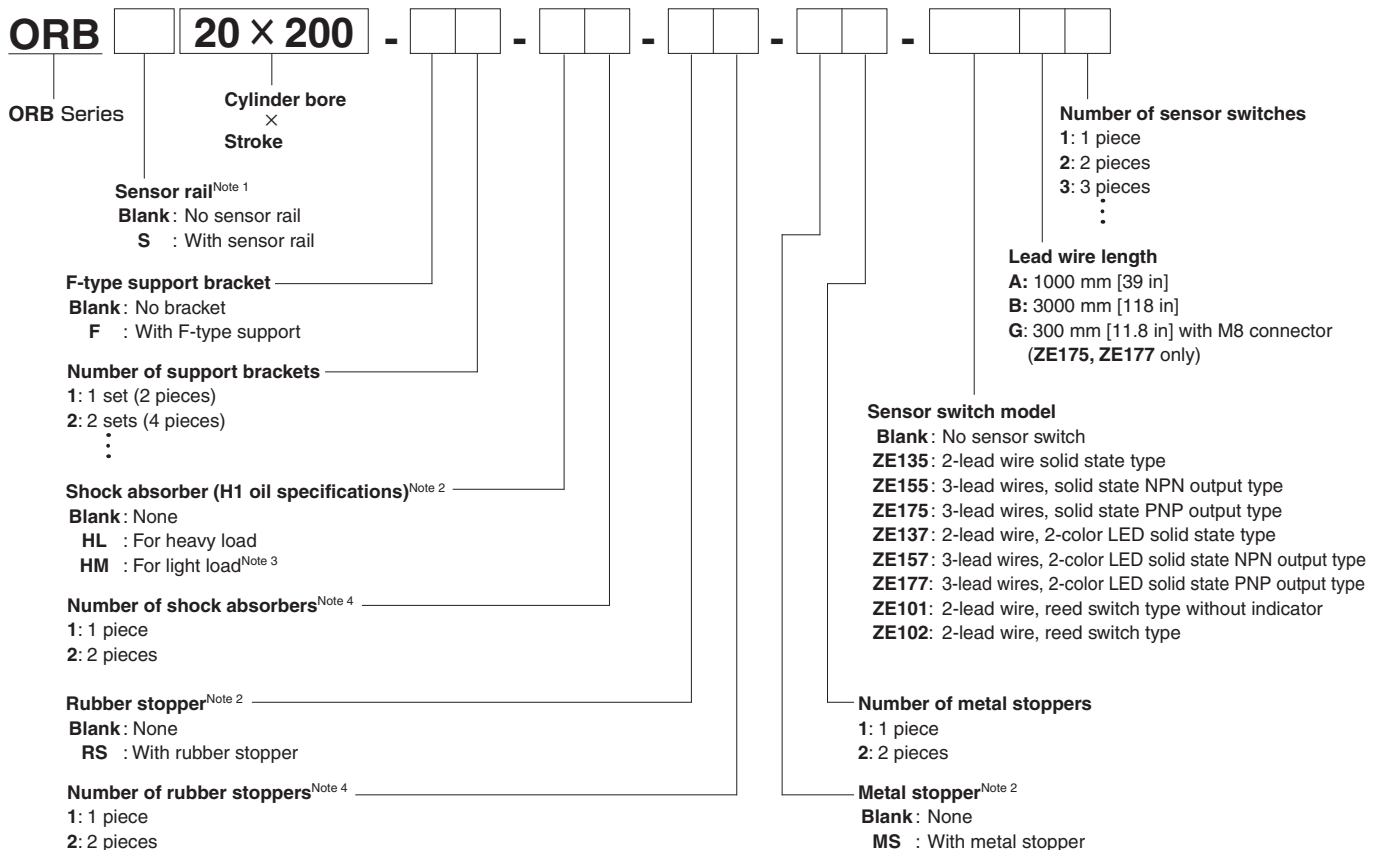 ORB 20 × 200 - - - - -
ORB Series
Cylinder bore
×
Stroke
Sensor rail Note 1
Blank : No sensor rail
S : With sensor rail
F-type support bracket
Blank : No bracket
F : With F-type support
Number of support brackets
1: 1 set (2 pieces)
2: 2 sets (4 pieces)
Shock absorber (H1 oil specifications) Note 2
Blank : None
HL : For heavy load
HM : For light load Note 3
Number of shock absorbers Note 4
1: 1 piece
2: 2 pieces
Rubber stopper Note 2
Blank : None
RS : With rubber stopper
Number of rubber stoppers Note 4
1: 1 piece
2: 2 pieces
Number of sensor switches
1: 1 piece
2: 2 pieces
3: 3 pieces
Lead wire length
A: 1000 mm [39 in]
B: 3000 mm [118 in]
G: 300 mm [11.8 in] with M8 connector
(ZE175, ZE177 only)
Sensor switch model
Blank : No sensor switch
ZE135 : 2-lead wire solid state type
ZE155 : 3-lead wires, solid state NPN output type
ZE175 : 3-lead wires, solid state PNP output type
ZE137 : 2-lead wire, 2-color LED solid state type
ZE157 : 3-lead wires, 2-color LED solid state NPN output type
ZE177 : 3-lead wires, 2-color LED solid state PNP output type
ZE101 : 2-lead wire, reed switch type without indicator
ZE102 : 2-lead wire, reed switch type
Number of metal stoppers
1: 1 piece
2: 2 pieces
Metal stopper Note 2
Blank : None
MS : With metal stopper